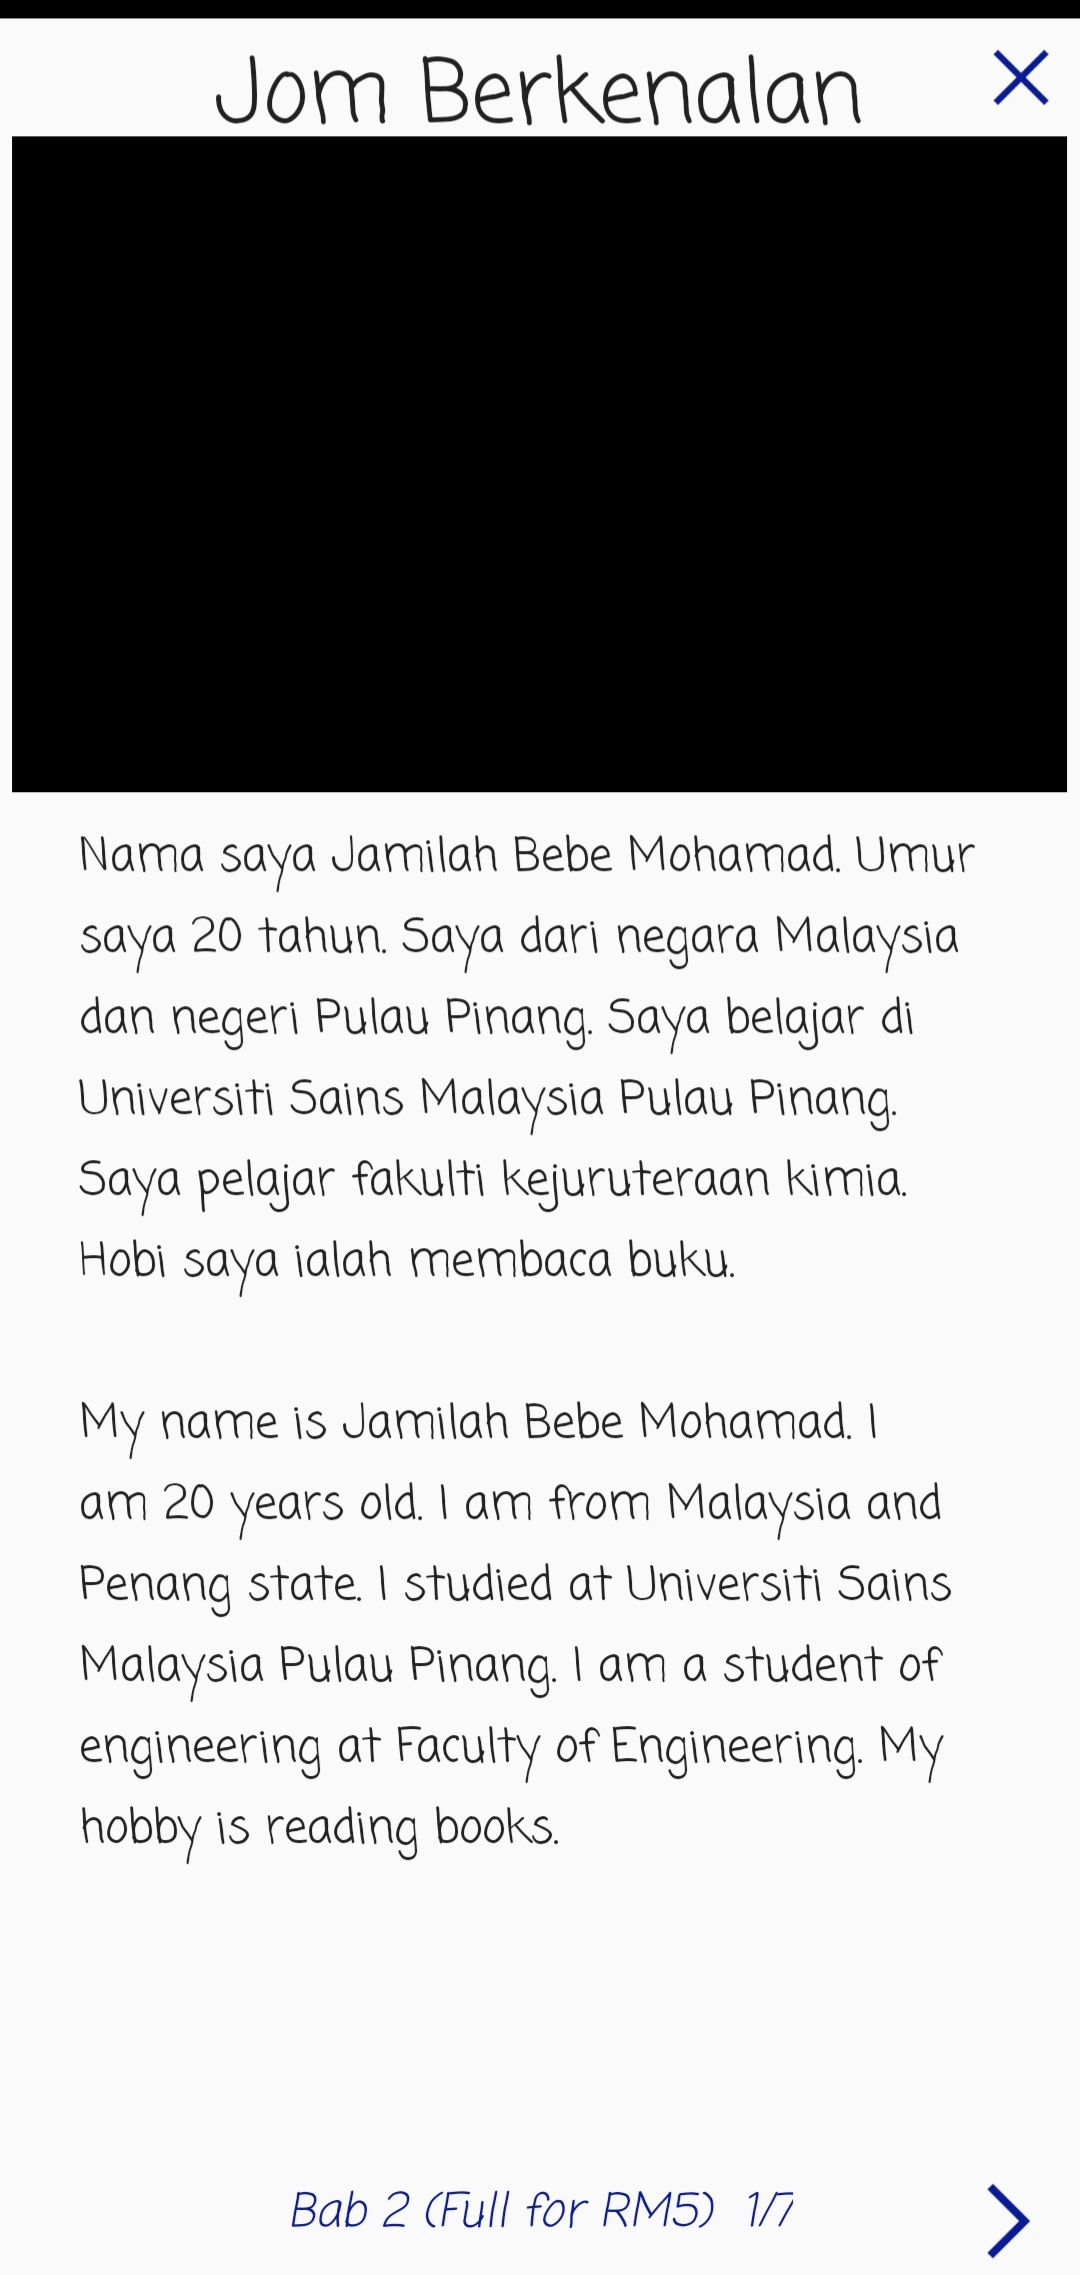 Jom Berkenalan
Nama saya Jamilah Bebe Mohamad. Umur
saya 20 tahun. Saya dari negara Malaysia
dan negeri Pulau Pinang. Saya belajar di
Universiti Sains Malaysia Pulau Pinang.
Saya pelajar fakulti kejuruteraan kimia.
Hobi saya ialah membaca buku.
My name is Jamilah Bebe Mohamad. I
am 20 years old. I am from Malaysia and
Penang state. I studied at Universiti Sains
Malaysia Pulau Pinang. I am a student of
engineering at Faculty of Engineering. My
hobby is reading books.
Bab 2 (Full for RM5) 1/7